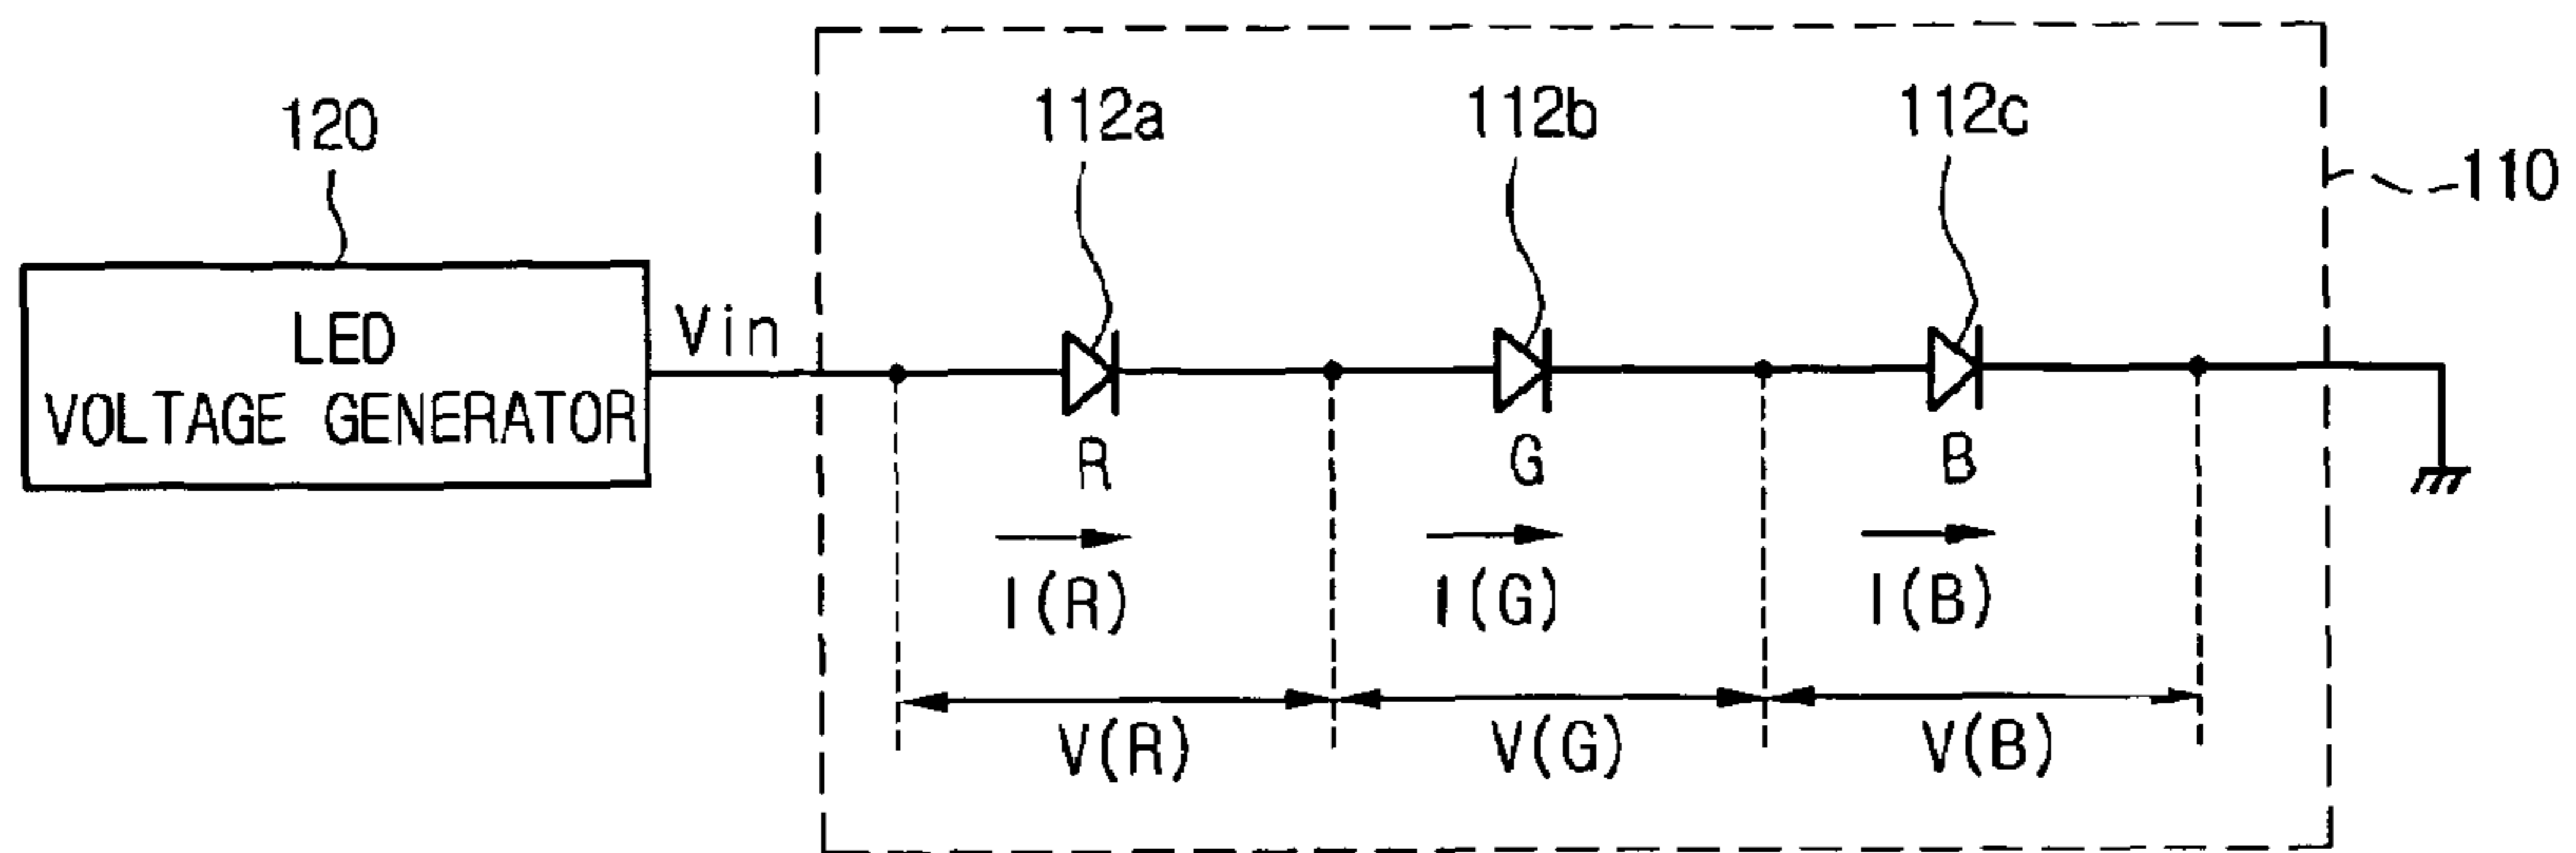 120
112a
112b
112c
110
LED
VOLTAGE GENERATOR
Vin
R
G
B
I(R)
I(G)
I(B)
V(R)
V(G)
V(B)